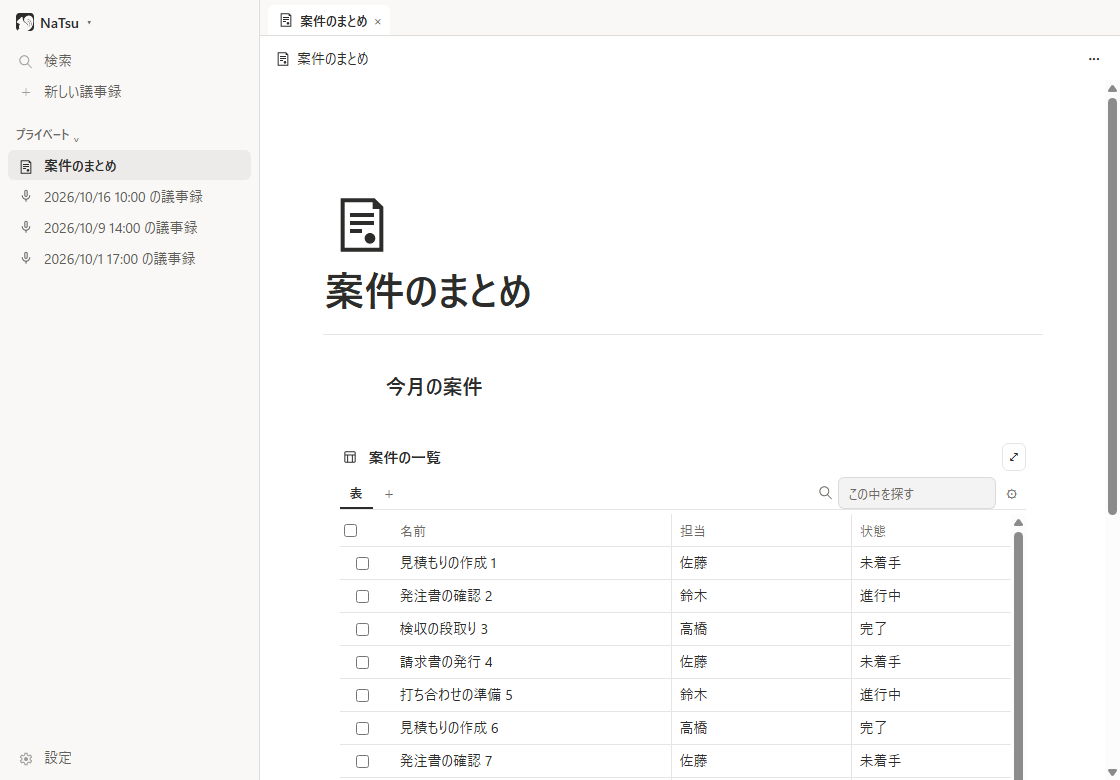 NaTsu
検索
新しい議事録
プライベート
案件のまとめ
2026/10/16 10:00 の議事録
2026/10/9 14:00 の議事録
2026/10/1 17:00 の議事録
設定
案件のまとめ ×
案件のまとめ
案件のまとめ
今月の案件
案件の一覧
表 +
この中を探す
名前 担当 状態
見積もりの作成 1 佐藤 未着手
発注書の確認 2 鈴木 進行中
検収の段取り 3 高橋 完了
請求書の発行 4 佐藤 未着手
打ち合わせの準備 5 鈴木 進行中
見積もりの作成 6 高橋 完了
発注書の確認 7 佐藤 未着手